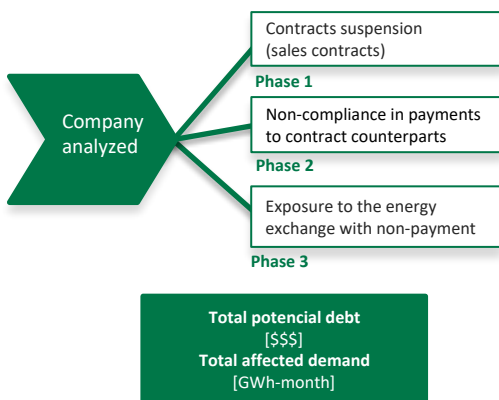 Contracts suspension
(sales contracts)
Phase 1
Company
analyzed
Non-compliance in payments
to contract counterparts
Phase 2
Exposure to the energy
exchange with non-payment
Phase 3
Total potencial debt
[$$$]
Total affected demand
[GWh-month]